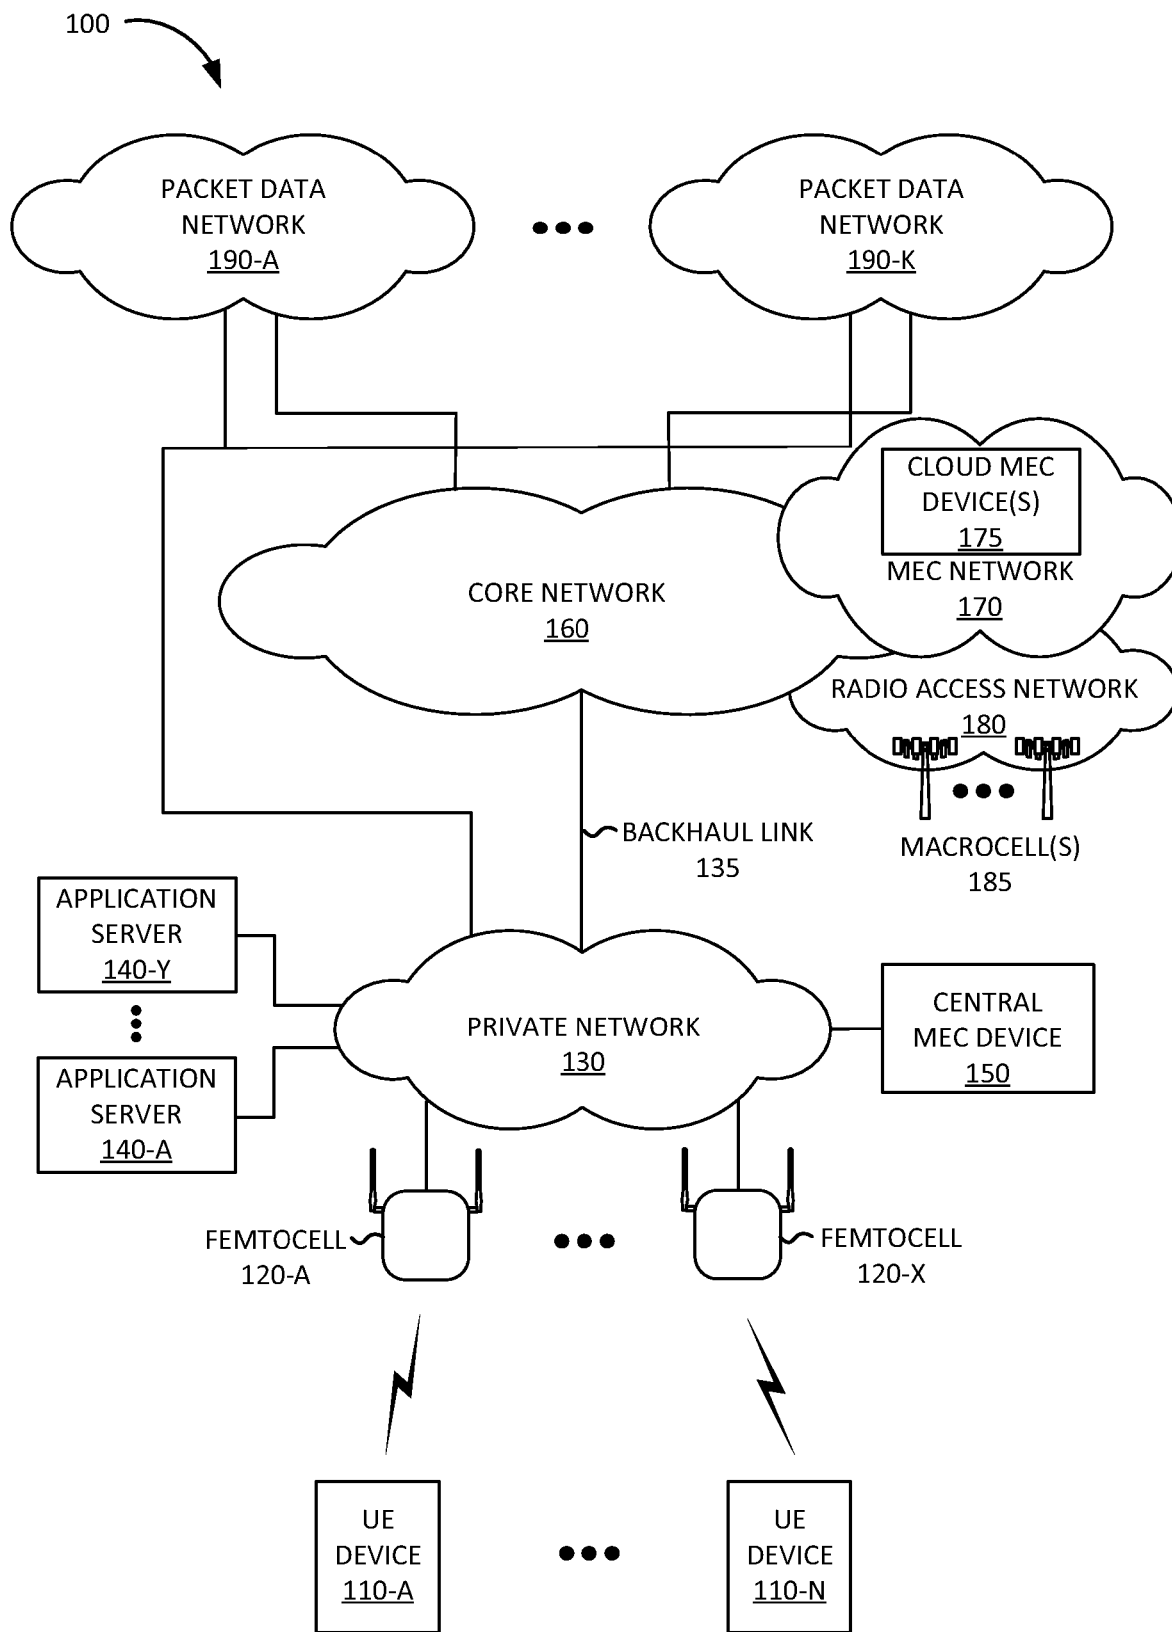 100
PACKET DATA
NETWORK
190-A
PACKET DATA
NETWORK
190-K
CLOUD MEC
DEVICE(S)
175
MEC NETWORK
170
CORE NETWORK
160
RADIO ACCESS NETWORK
180
MACROCELL(S)
185
BACKHAUL LINK
135
APPLICATION
SERVER
140-Y
APPLICATION
SERVER
140-A
PRIVATE NETWORK
130
CENTRAL
MEC DEVICE
150
FEMTOCELL
120-A
FEMTOCELL
120-X
UE
DEVICE
110-A
UE
DEVICE
110-N